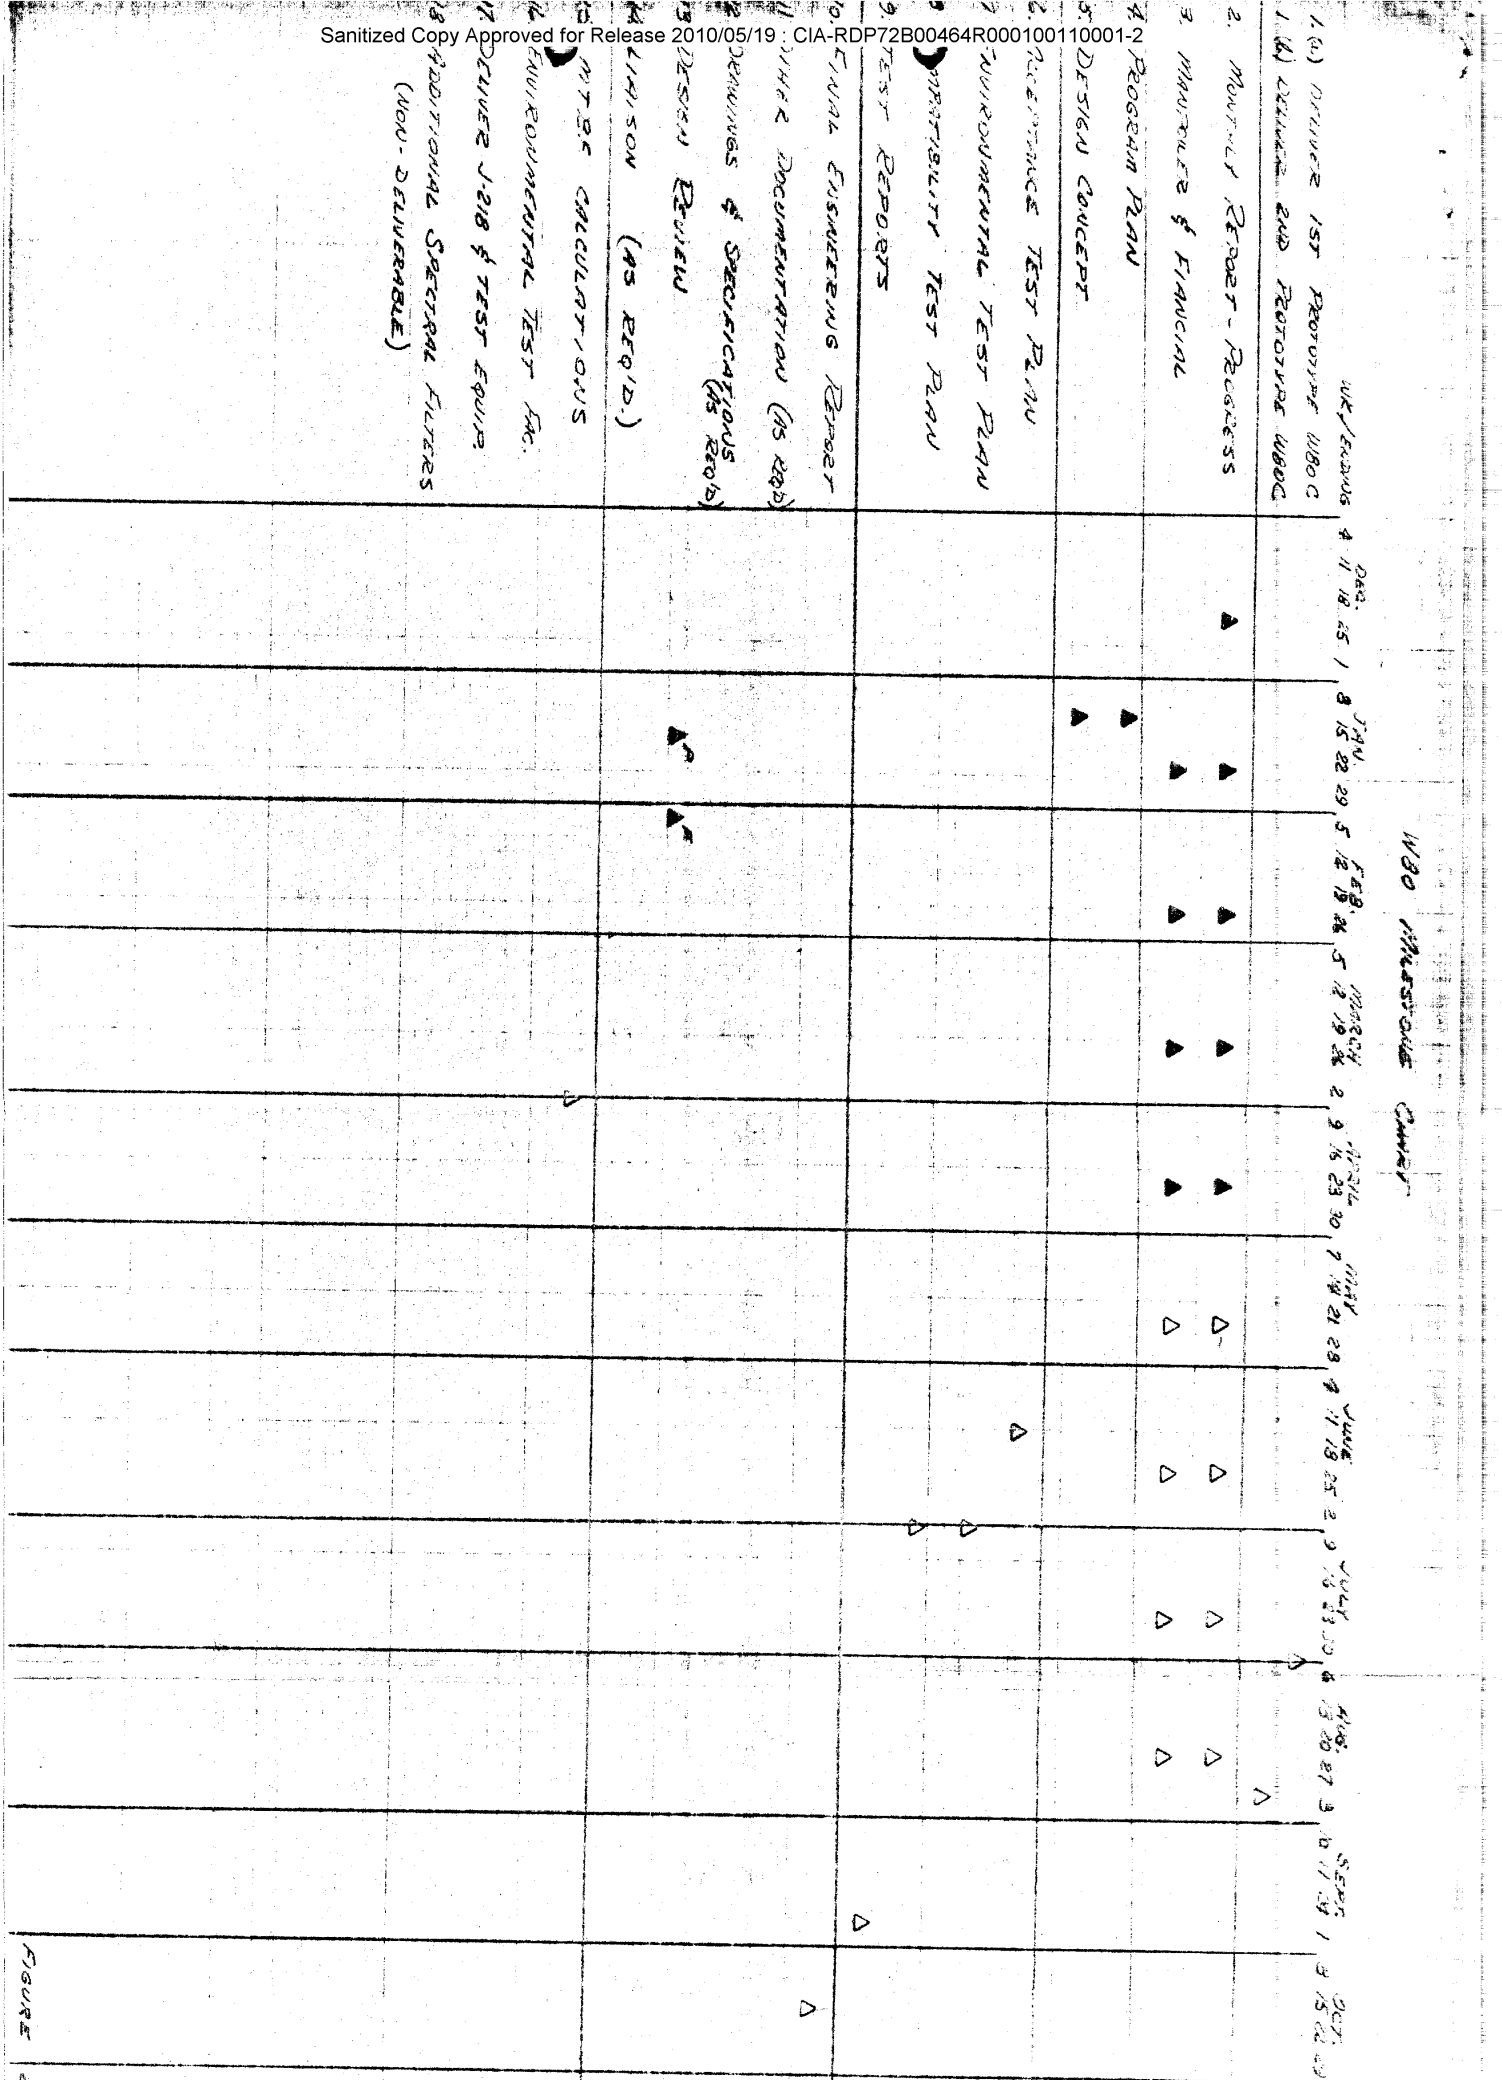 Sanitized Copy Approved for Release 2010/05/19 : CIA-RDP72B00464R000100110001-2
W80 MILESTONE CHART
DEC. JAN. FEB. MARCH APRIL MAY JUNE JULY AUG. SEPT. OCT.
WK/ENDING 4 11 18 25 1 8 15 22 29 5 12 19 26 5 12 19 26 2 9 16 23 30 7 14 21 28 4 11 18 25 2 9 16 23 30 6 13 20 27 3 10 17 24 1 8 15 22 29
1.(a) DELIVER 1ST PROTOTYPE W80C
1.(b) DELIVER 2ND PROTOTYPE W80C
2. MONTHLY REPORT - PROGRESS
3. MANPOWER & FIANCIAL
4. PROGRAM PLAN
5. DESIGN CONCEPT
6. ACCEPTANCE TEST PLAN
7 ENVIRONMENTAL TEST PLAN
MPATIBILITY TEST PLAN
9. TEST REPORTS
10. FINAL ENGINEERING REPORT
11 OTHER DOCUMENTATION (AS REQ'D)
12 DRAWINGS & SPECIFICATIONS
(AS REQ'D)
13 DESIGN REVIEW
A
E
14. LIAISON (AS REQ'D.)
M.T.B.F. CALCULATIONS
16 ENVIRONMENTAL TEST FAC.
17. DELIVER J-218 & TEST EQUIP.
18 ADDITIONAL SPECTRAL FILTERS
(NON-DELIVERABLE)
FIGURE